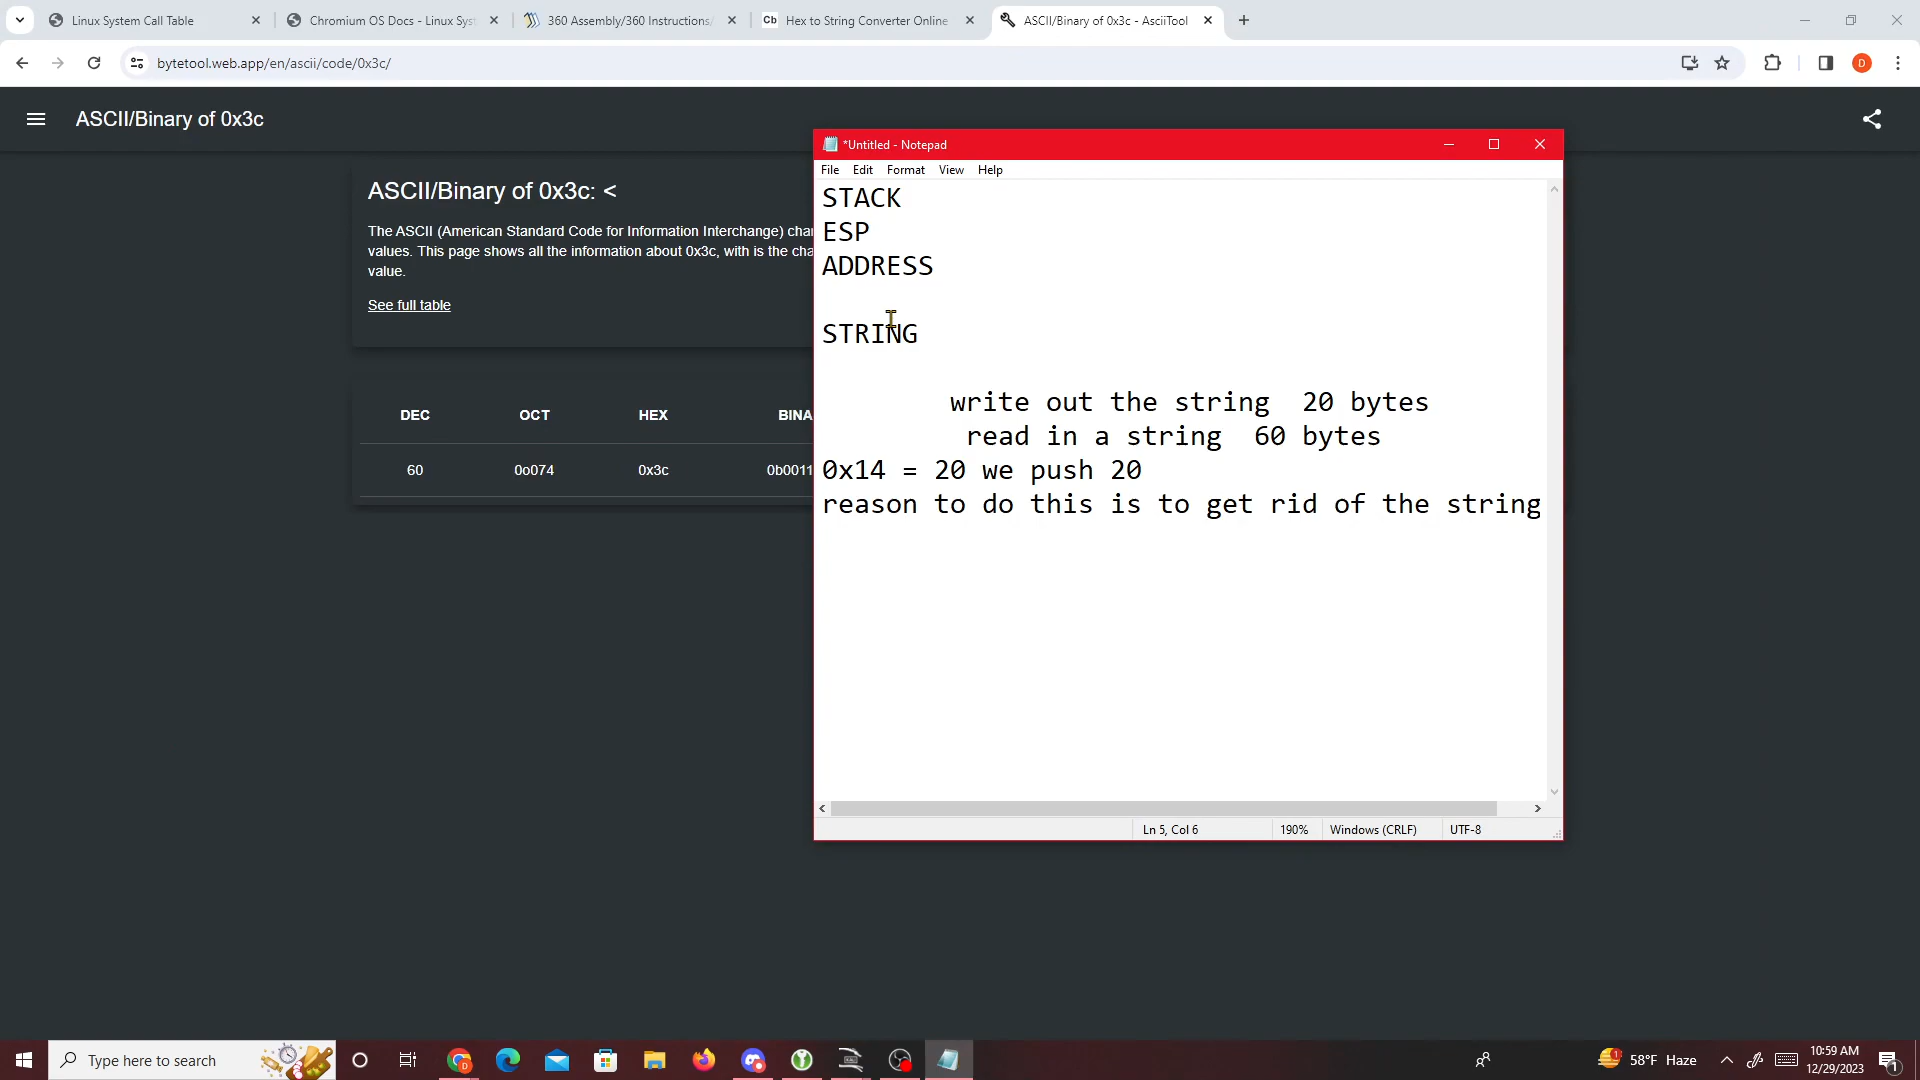 Linux System Call Table
Chromium OS Docs - Linux Sys
360 Assembly/360 Instructions
Cb Hex to String Converter Online
ASCII/Binary of 0x3c - AsciiTool
bytetool.web.app/en/ascii/code/0x3c/
D
ASCII/Binary of 0x3c
ASCII/Binary of 0x3c: <
The ASCII (American Standard Code for Information Interchange) cha
values. This page shows all the information about 0x3c, with is the cha
value.
See full table
DEC OCT HEX BINA
60 0o074 0x3c 0b0011
*Untitled - Notepad
File Edit Format View Help
STACK
ESP
ADDRESS
STRING
write out the string 20 bytes
read in a string 60 bytes
0x14 = 20 we push 20
reason to do this is to get rid of the string
Ln 5, Col 6 190% Windows (CRLF) UTF-8
Type here to search
58°F Haze
10:59 AM
12/29/2023